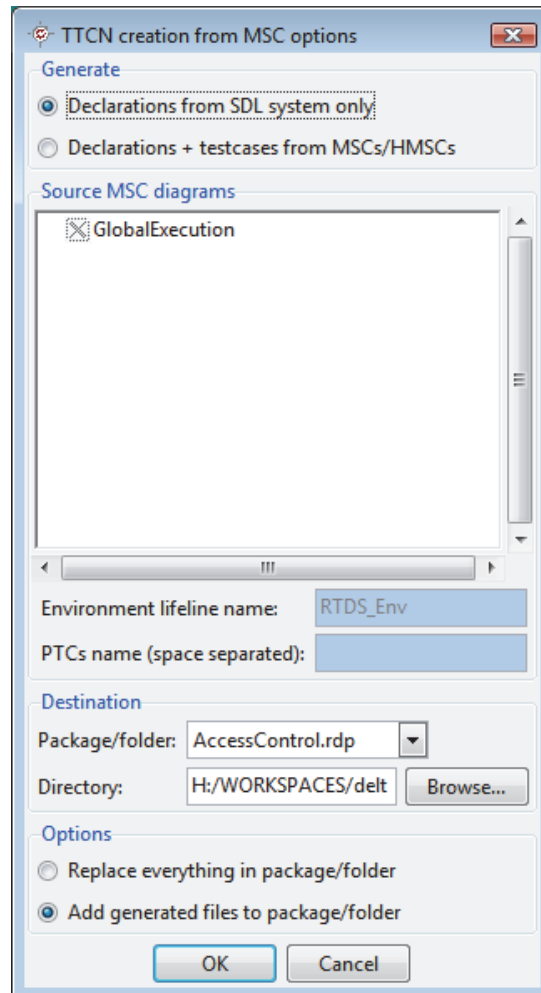 TTCN creation from MSC options
Generate
Declarations from SDL system only
Declarations + testcases from MSCs/HMSCs
Source MSC diagrams
GlobalExecution
Environment lifeline name: RTDS_Env
PTCs name (space separated):
Destination
Package/folder: AccessControl.rdp
Directory: H:/WORKSPACES/delt Browse...
Options
Replace everything in package/folder
Add generated files to package/folder
OK Cancel